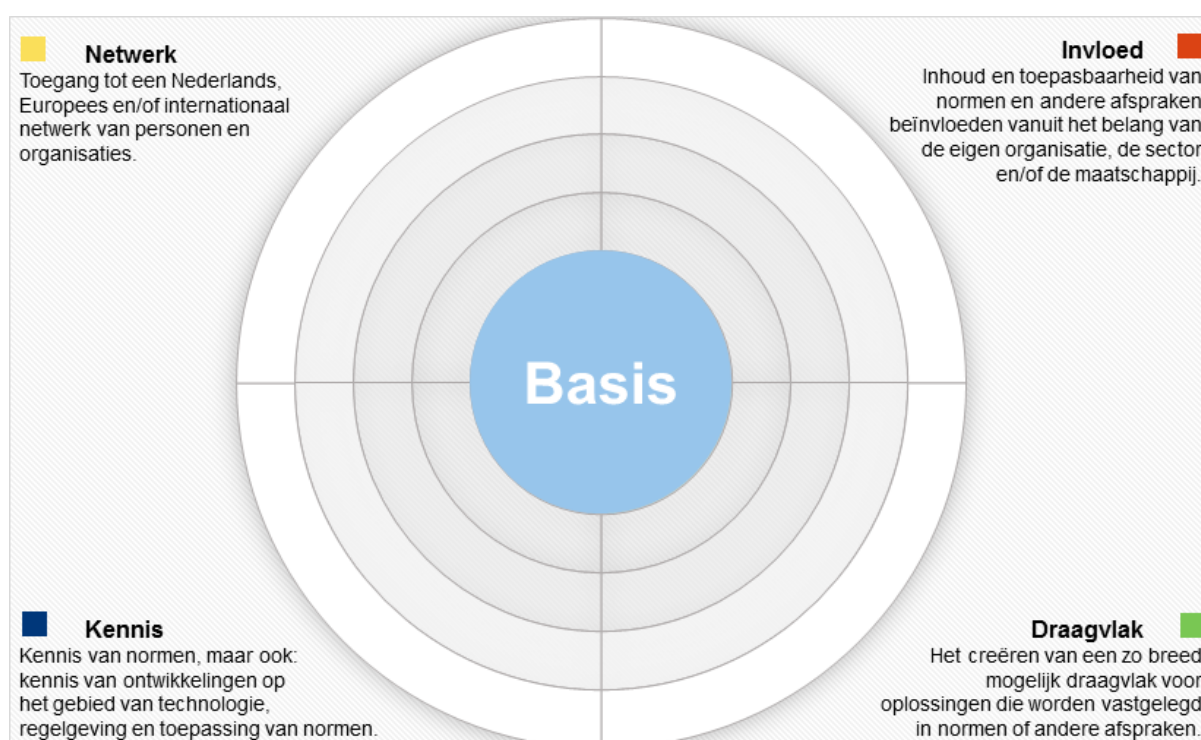 Netwerk
Toegang tot een Nederlands,
Europees en/of internationaal
netwerk van personen en
organisaties.
Invloed
Inhoud en toepasbaarheid van
normen en andere afspraken
beïnvloeden vanuit het belang van
de eigen organisatie, de sector
en/of de maatschappij.
Basis
Kennis
Kennis van normen, maar ook:
kennis van ontwikkelingen op
het gebied van technologie,
regelgeving en toepassing van normen.
Draagvlak
Het creëren van een zo breed
mogelijk draagvlak voor
oplossingen die worden vastgelegd
in normen of andere afspraken.